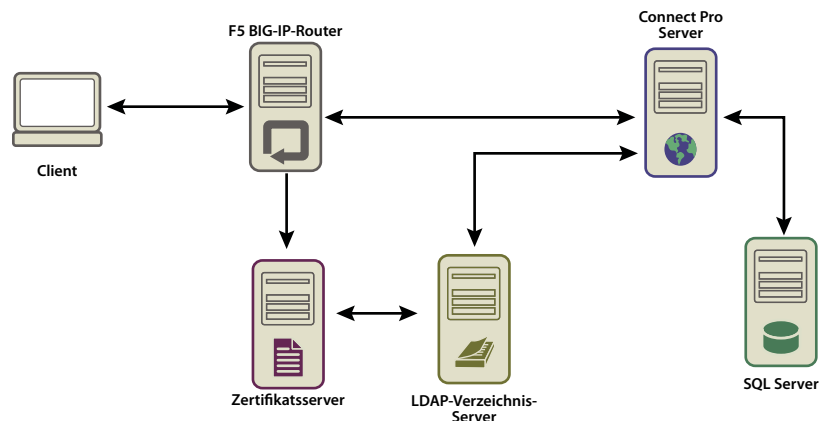 F5 BIG-IP-Router
Connect Pro
Server
Client
Zertifikatsserver
LDAP-Verzeichnis-
Server
SQL Server